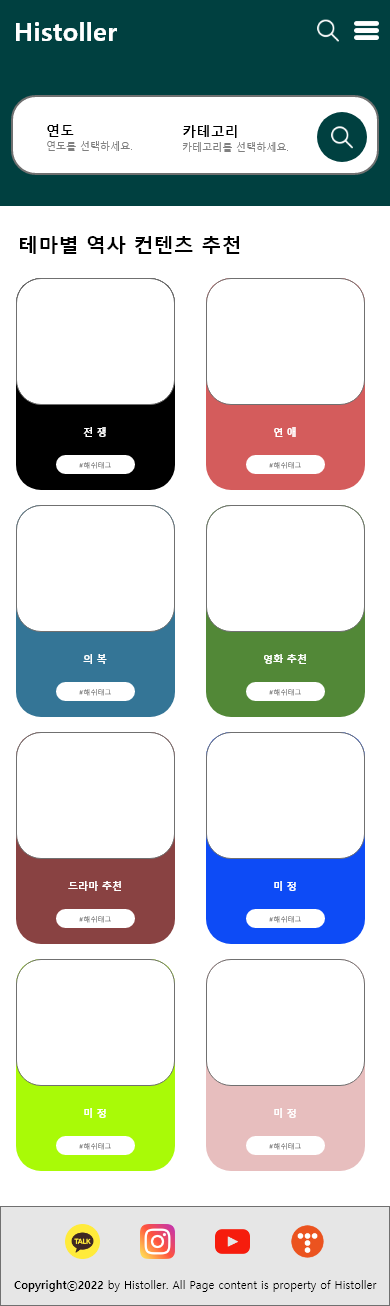 Histoller
연도
연도를 선택하세요.
카테고리
카테고리를 선택하세요.
테마별 역사 컨텐츠 추천
전 쟁
#해쉬태그
연 애
#해쉬태그
의 복
#해쉬태그
영화 추천
#해쉬태그
드라마 추천
#해쉬태그
미 정
#해쉬태그
미 정
#해쉬태그
미 정
#해쉬태그
TALK
Copyrightⓒ2022 by Histoller. All Page content is property of Histoller